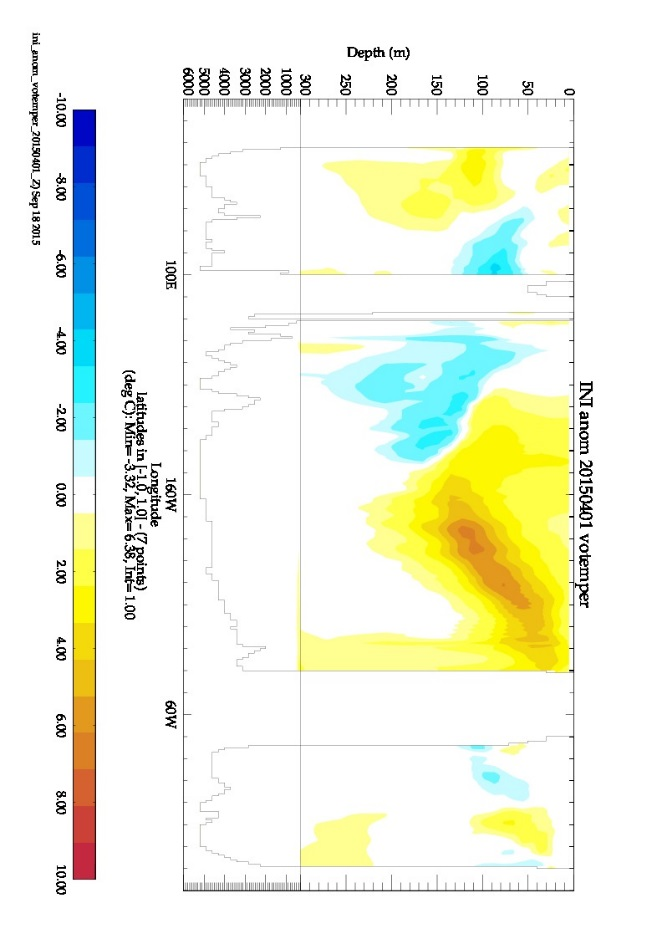 INI anom 20150401 votemper
0
50
100
150
200
250
300
1000
2000
3000
4000
5000
6000
Depth (m)
100E
160W
60W
Longitude
latitudes in [-1.0, 1.0] - (7 points)
(deg C): Min= -3.32, Max= 6.38, Int= 1.00
-10.00 -8.00 -6.00 -4.00 -2.00 0.00 2.00 4.00 6.00 8.00 10.00
ini_anom_votemper_20150401_2) Sep 18 2015